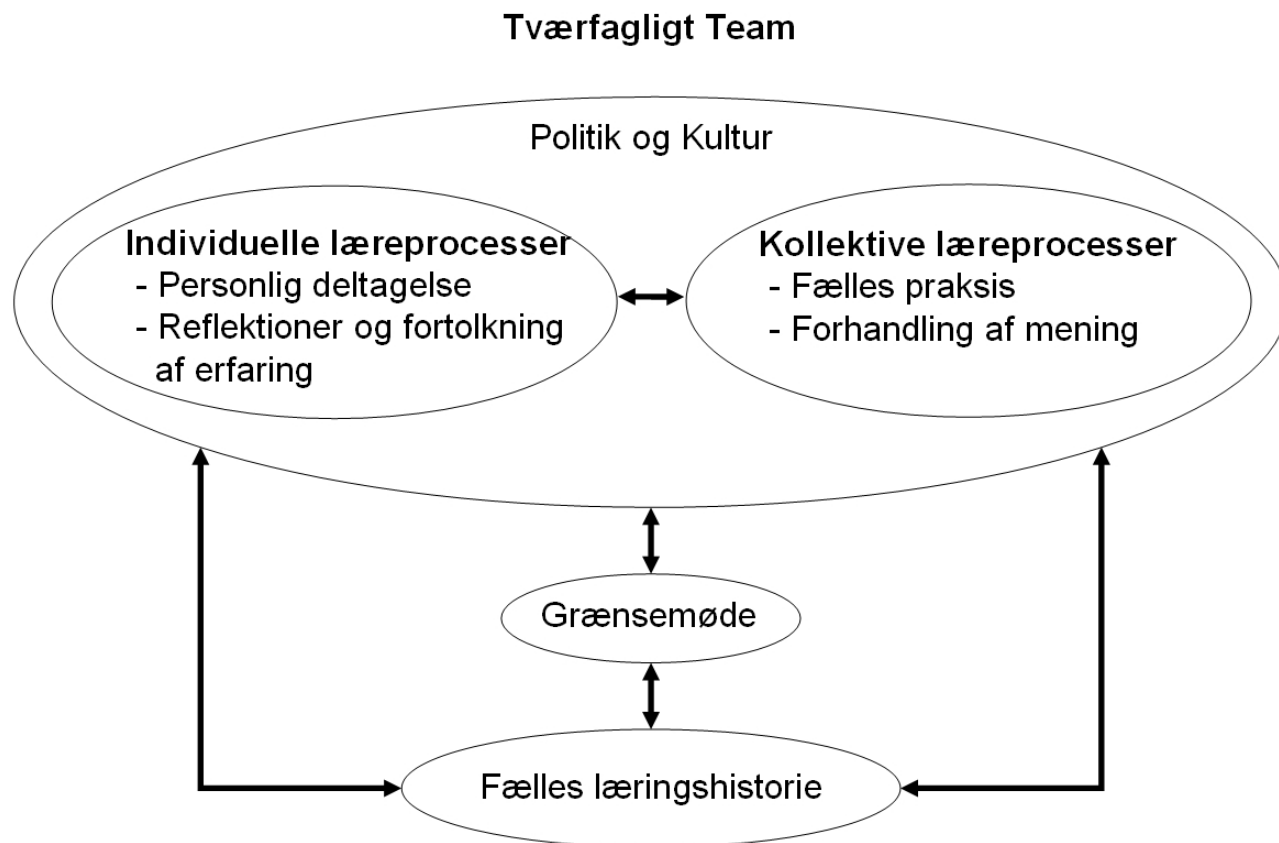 Tværfagligt Team
Politik og Kultur
Individuelle læreprocesser
- Personlig deltagelse
- Reflektioner og fortolkning
af erfaring
Kollektive læreprocesser
- Fælles praksis
- Forhandling af mening
Grænsemøde
Fælles læringshistorie